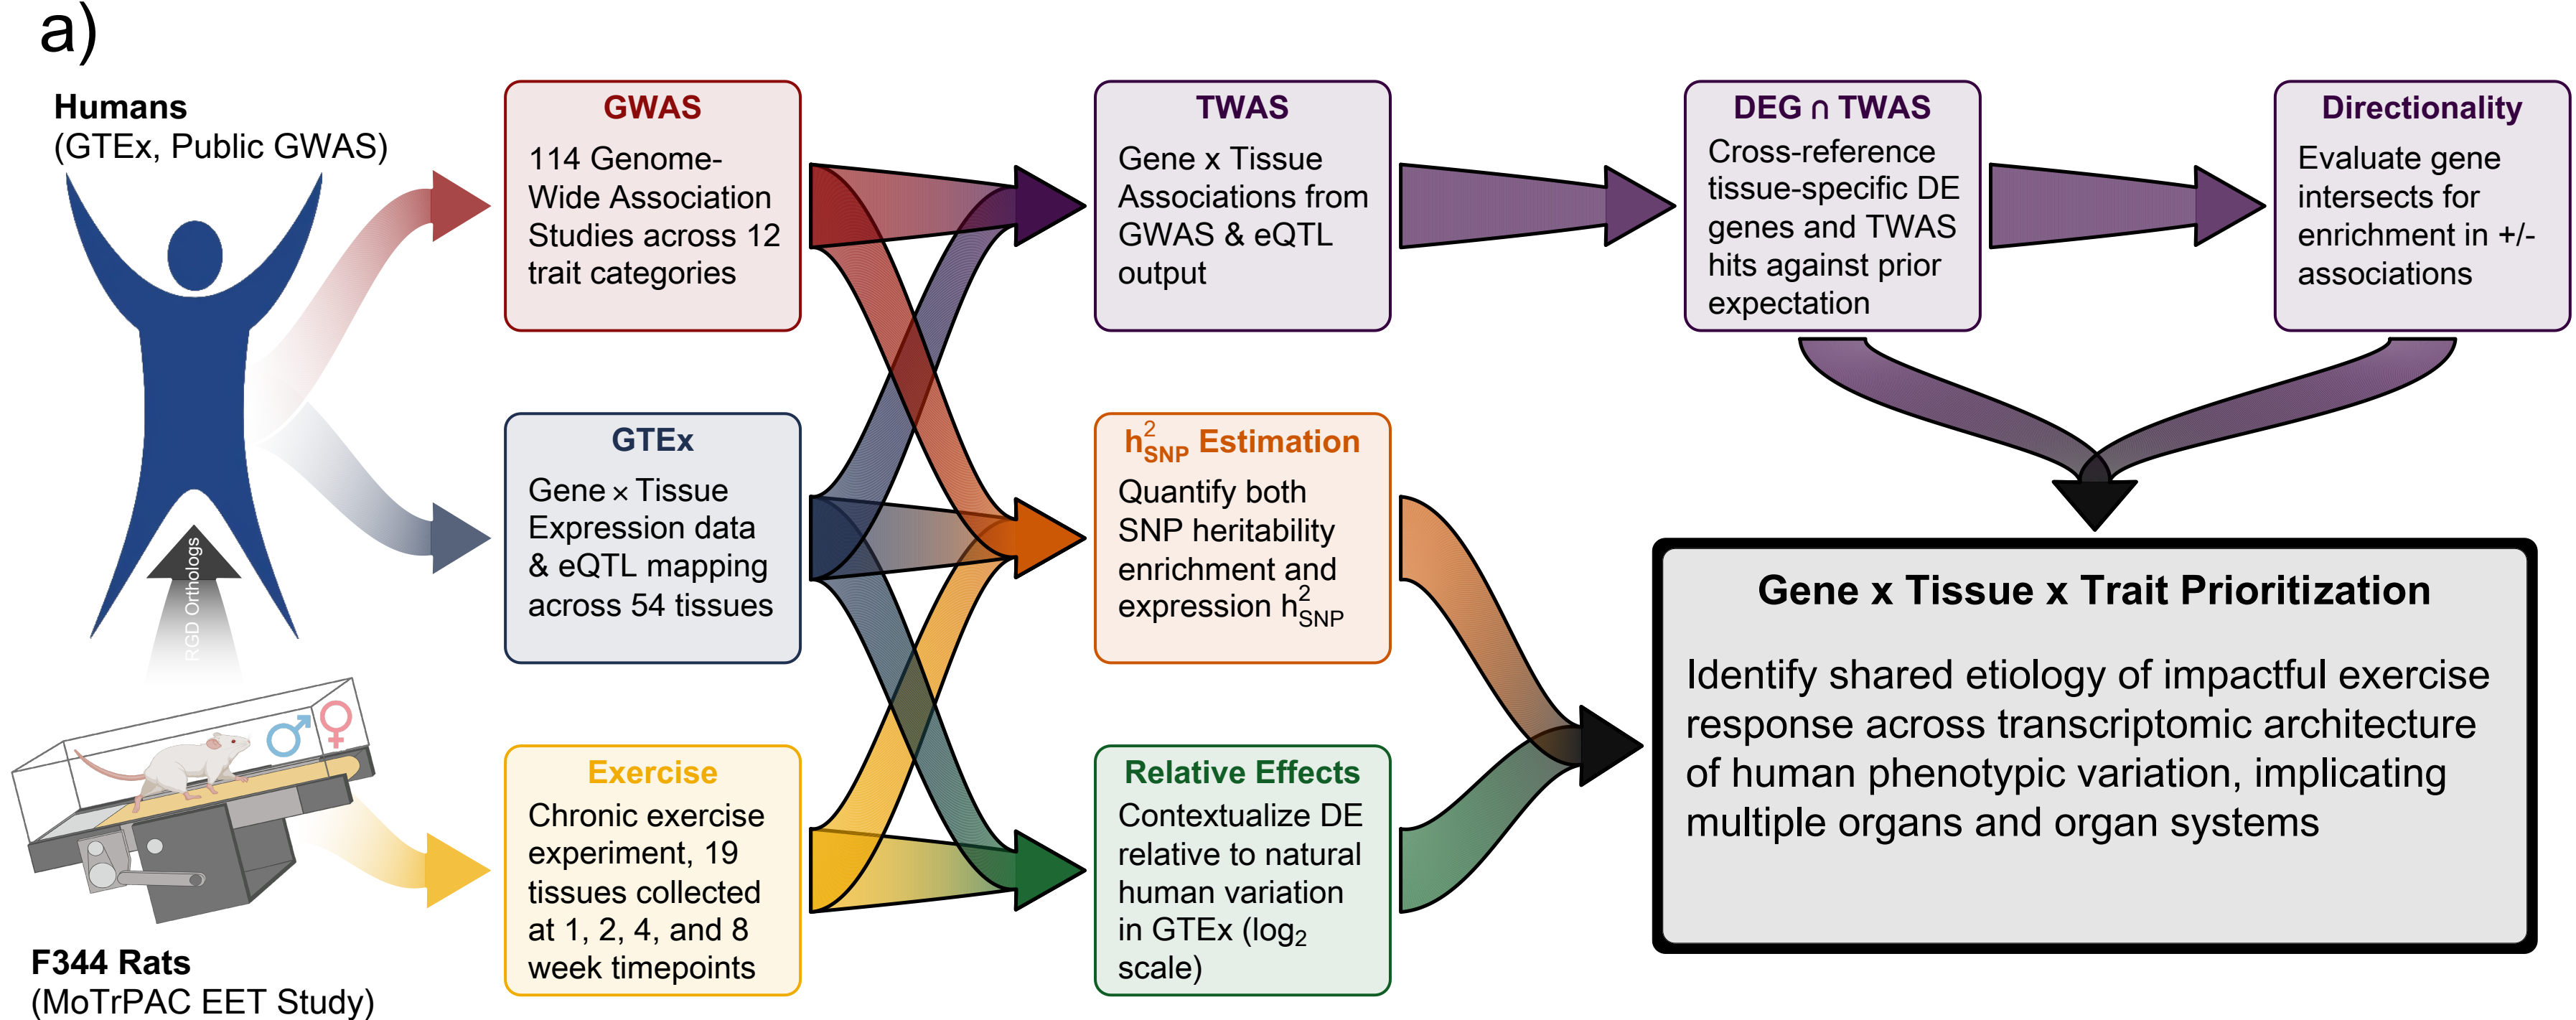 a)
Humans
(GTEx, Public GWAS)
RGD Orthologs
F344 Rats
(MoTrPAC EET Study)
GWAS
114 Genome-
Wide Association
Studies across 12
trait categories
GTEx
Gene × Tissue
Expression data
& eQTL mapping
across 54 tissues
Exercise
Chronic exercise
experiment, 19
tissues collected
at 1, 2, 4, and 8
week timepoints
TWAS
Gene x Tissue
Associations from
GWAS & eQTL
output
h²SNP Estimation
Quantify both
SNP heritability
enrichment and
expression h²SNP
Relative Effects
Contextualize DE
relative to natural
human variation
in GTEx (log₂
scale)
DEG ∩ TWAS
Cross-reference
tissue-specific DE
genes and TWAS
hits against prior
expectation
Directionality
Evaluate gene
intersects for
enrichment in +/-
associations
Gene x Tissue x Trait Prioritization
Identify shared etiology of impactful exercise
response across transcriptomic architecture
of human phenotypic variation, implicating
multiple organs and organ systems